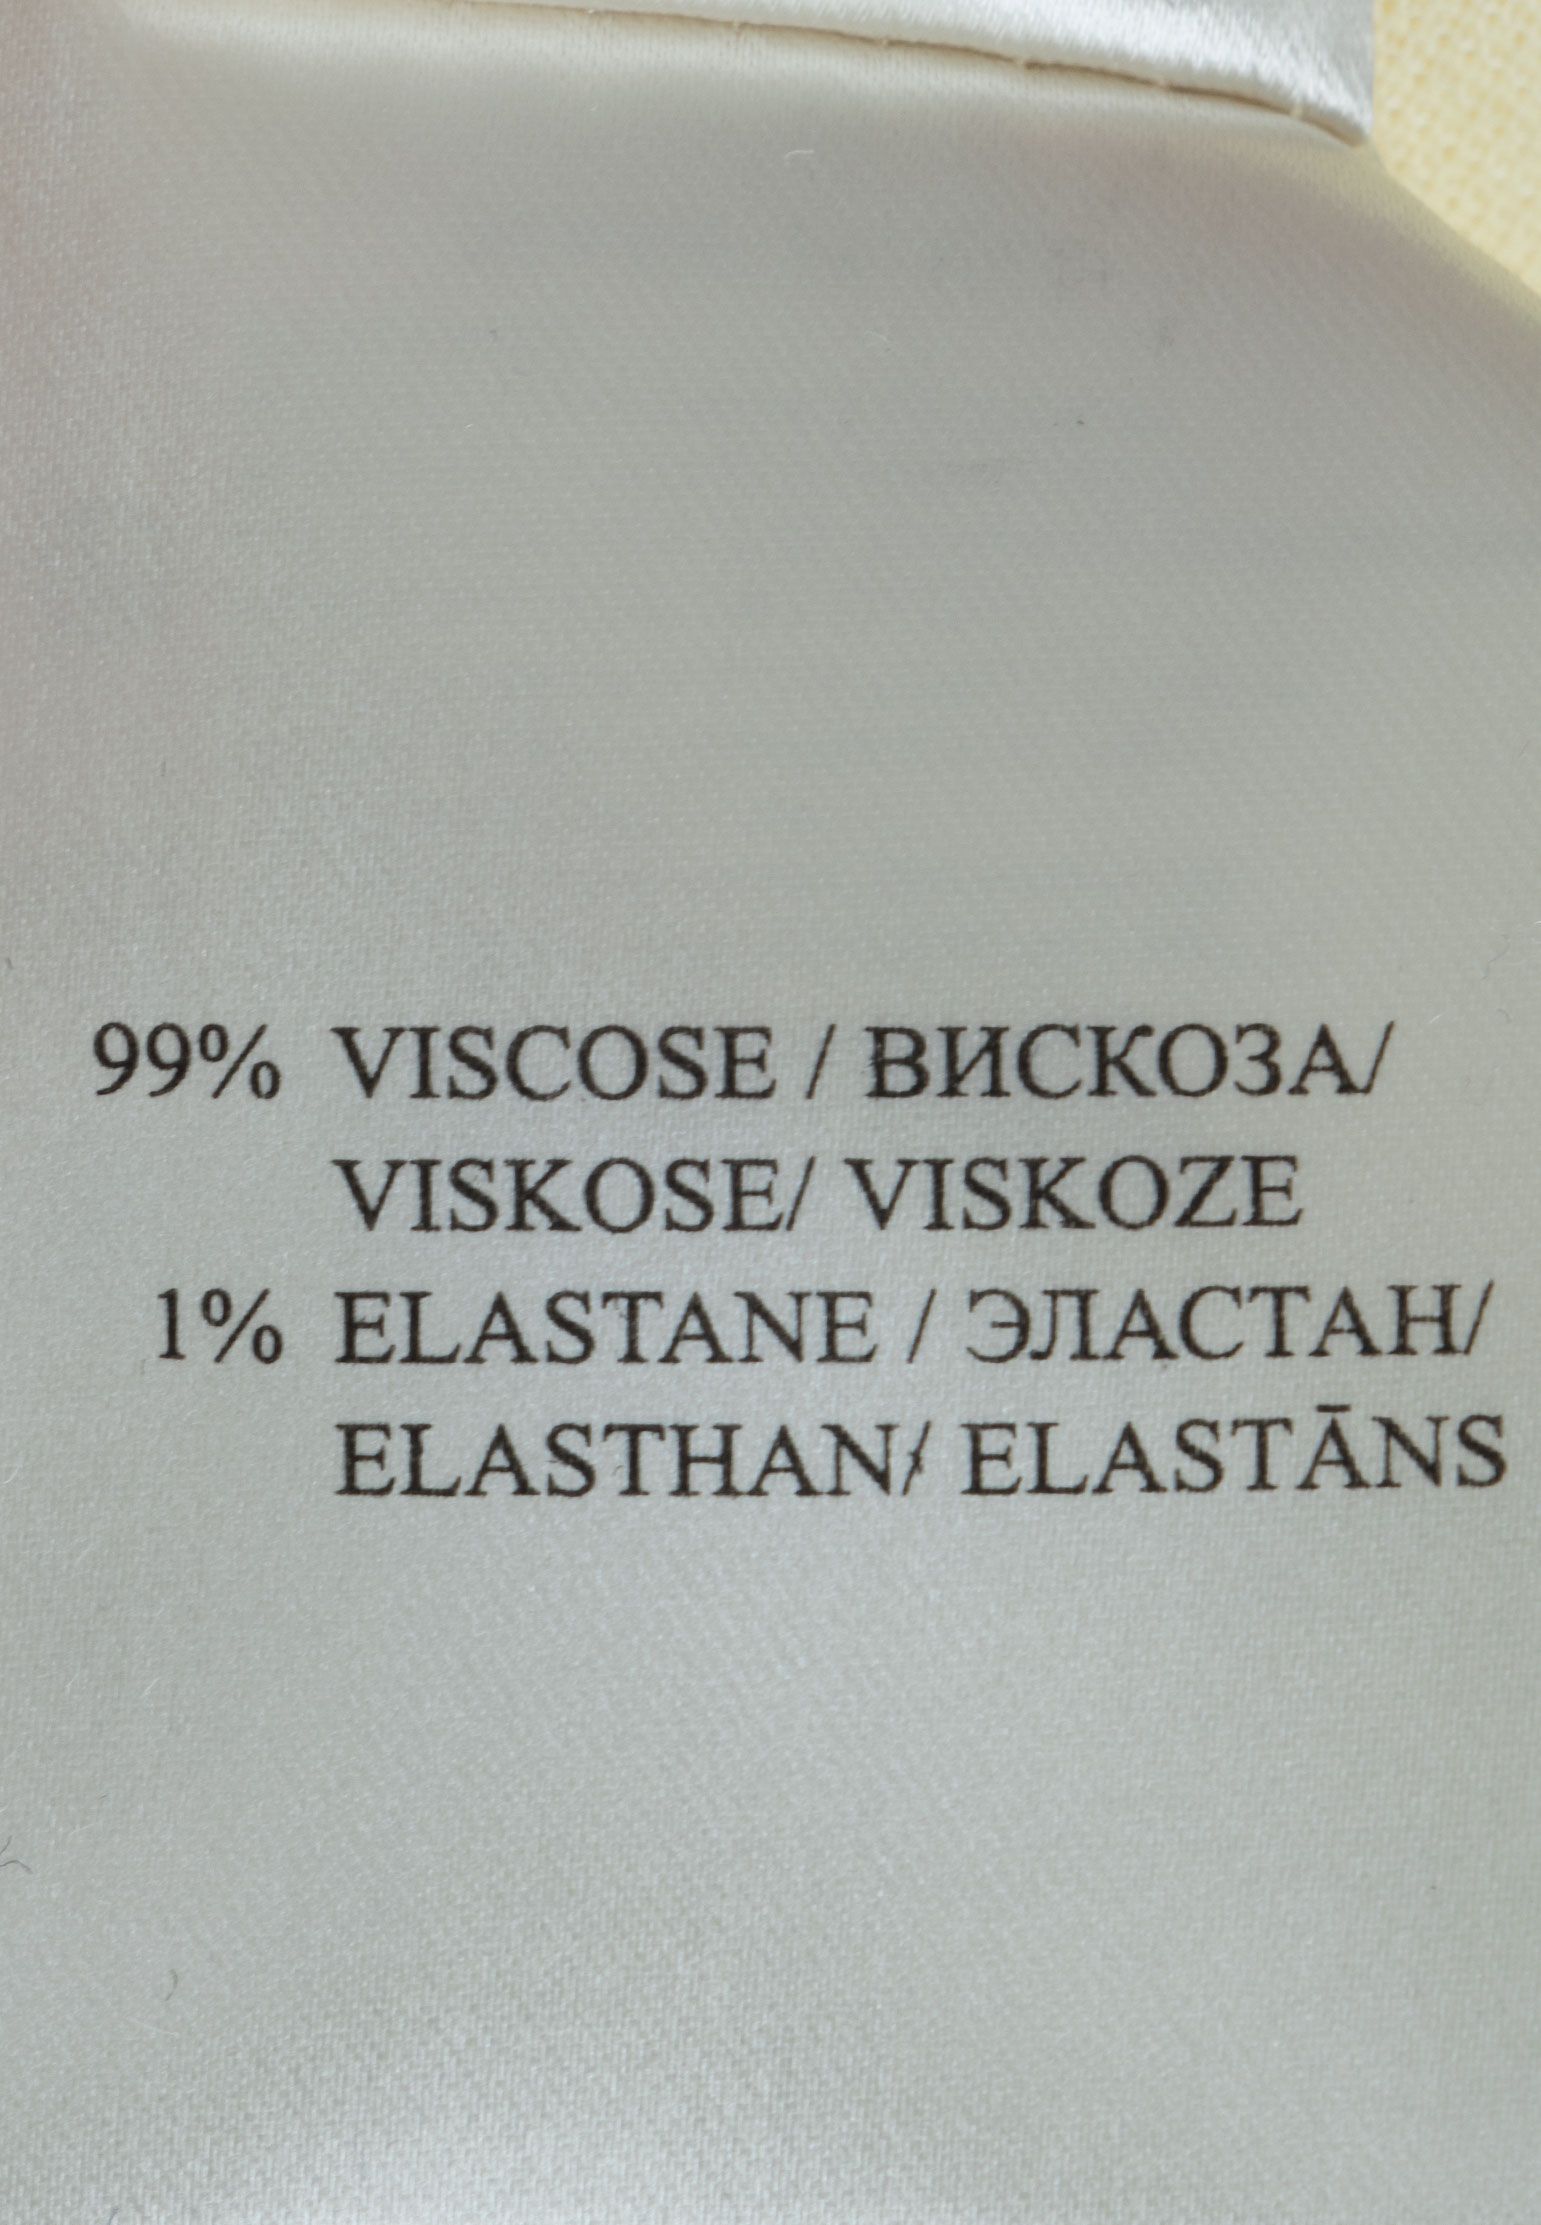 99% VISCOSE / ВИСКОЗА/
VISKOSE/ VISKOZE
1% ELASTANE / ЭЛАСТАН/
ELASTHAN/ ELASTĀNS